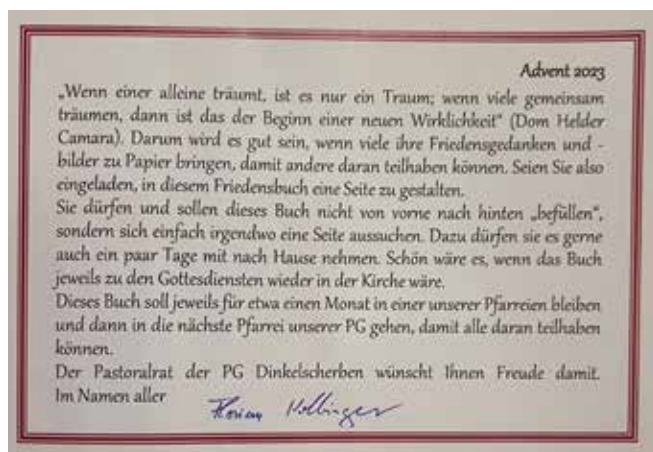 Advent 2023
„Wenn einer alleine träumt, ist es nur ein Traum; wenn viele gemeinsam
träumen, dann ist das der Beginn einer neuen Wirklichkeit“ (Dom Helder
Camara). Darum wird es gut sein, wenn viele ihre Friedensgedanken und -
bilder zu Papier bringen, damit andere daran teilhaben können. Seien Sie also
eingeladen, in diesem Friedensbuch eine Seite zu gestalten.
Sie dürfen und sollen dieses Buch nicht von vorne nach hinten „befüllen“,
sondern sich einfach irgendwo eine Seite aussuchen. Dazu dürfen sie es gerne
auch ein paar Tage mit nach Hause nehmen. Schön wäre es, wenn das Buch
jeweils zu den Gottesdiensten wieder in der Kirche wäre.
Dieses Buch soll jeweils für etwa einen Monat in einer unserer Pfarreien bleiben
und dann in die nächste Pfarrei unserer PG gehen, damit alle daran teilhaben
können.
Der Pastoralrat der PG Dinkelscherben wünscht Ihnen Freude damit.
Im Namen aller
Florian